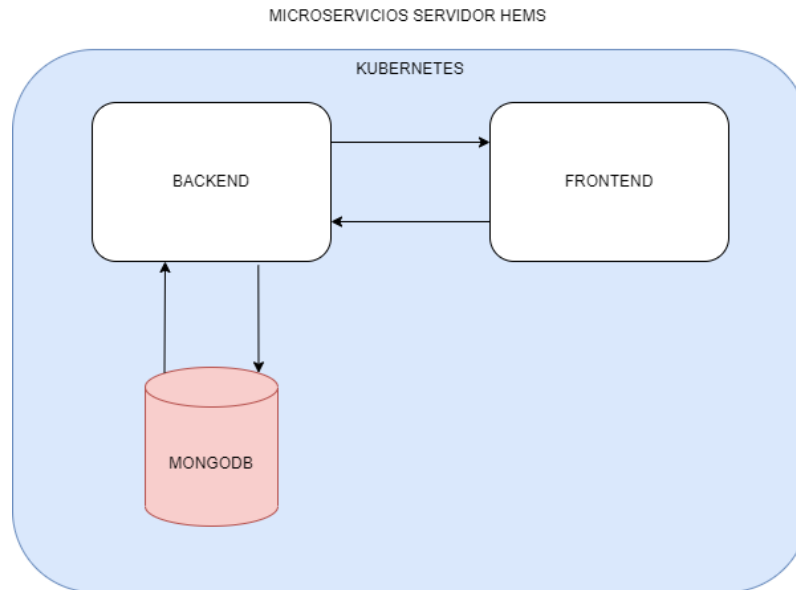 MICROSERVICIOS SERVIDOR HEMS
KUBERNETES
BACKEND
FRONTEND
MONGODB